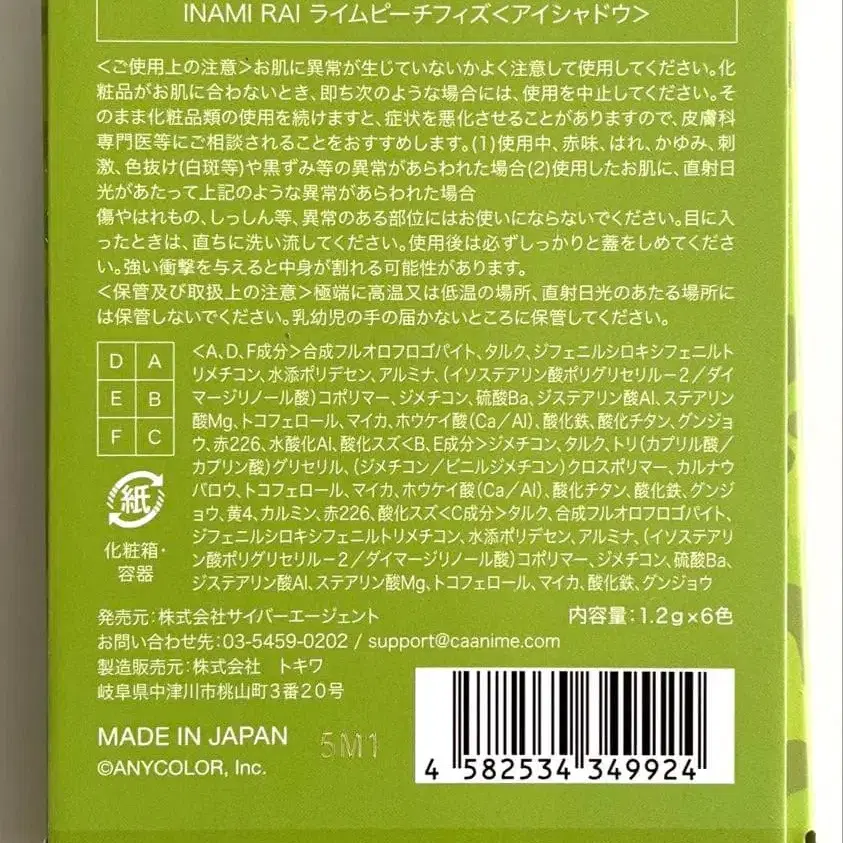 INAMI RAI ライムピーチフィズ<アイシャドウ>
<ご使用上の注意>お肌に異常が生じていないかよく注意して使用してください。化
粧品がお肌に合わないとき、即ち次のような場合には、使用を中止してください。そ
のまま化粧品類の使用を続けますと、症状を悪化させることがありますので、皮膚科
専門医等にご相談されることをおすすめします。(1)使用中、赤味、はれ、かゆみ、刺
激、色抜け(白斑等)や黒ずみ等の異常があらわれた場合(2)使用したお肌に、直射日
光があたって上記のような異常があらわれた場合
傷やはれもの、しっしん等、異常のある部位にはお使いにならないでください。目に入
ったときは、直ちに洗い流してください。使用後は必ずしっかりと蓋をしめてくださ
い。強い衝撃を与えると中身が割れる可能性があります。
<保管及び取扱上の注意>極端に高温又は低温の場所、直射日光のあたる場所に
は保管しないでください。乳幼児の手の届かないところに保管してください。
D A
E B
F C
<A、D、F成分>合成フルオロフロゴパイト、タルク、ジフェニルシロキシフェニルト
リメチコン、水添ポリデセン、アルミナ、(イソステアリン酸ポリグリセリル－2／ダイ
マージリノール酸)コポリマー、ジメチコン、硫酸Ba、ジステアリン酸Al、ステアリン
酸Mg、トコフェロール、マイカ、ホウケイ酸(Ca／Al)、酸化鉄、酸化チタン、グンジョ
ウ、赤226、水酸化Al、酸化スズ<B、E成分>ジメチコン、タルク、トリ(カプリル酸／
カプリン酸)グリセリル、(ジメチコン／ビニルジメチコン)クロスポリマー、カルナウ
バロウ、トコフェロール、マイカ、ホウケイ酸(Ca／Al)、酸化チタン、酸化鉄、グンジ
ョウ、黄4、カルミン、赤226、酸化スズ<C成分>タルク、合成フルオロフロゴパイト、
ジフェニルシロキシフェニルトリメチコン、水添ポリデセン、アルミナ、(イソステアリ
ン酸ポリグリセリル－2／ダイマージリノール酸)コポリマー、ジメチコン、硫酸Ba、
ジステアリン酸Al、ステアリン酸Mg、トコフェロール、マイカ、酸化鉄、グンジョウ
紙
化粧箱・
容器
発売元：株式会社サイバーエージェント
内容量：1.2g×6色
お問い合わせ先：03-5459-0202 / support@caanime.com
製造販売元：株式会社 トキワ
岐阜県中津川市桃山町3番20号
MADE IN JAPAN
5M1
©ANYCOLOR, Inc.
4 582534 349924